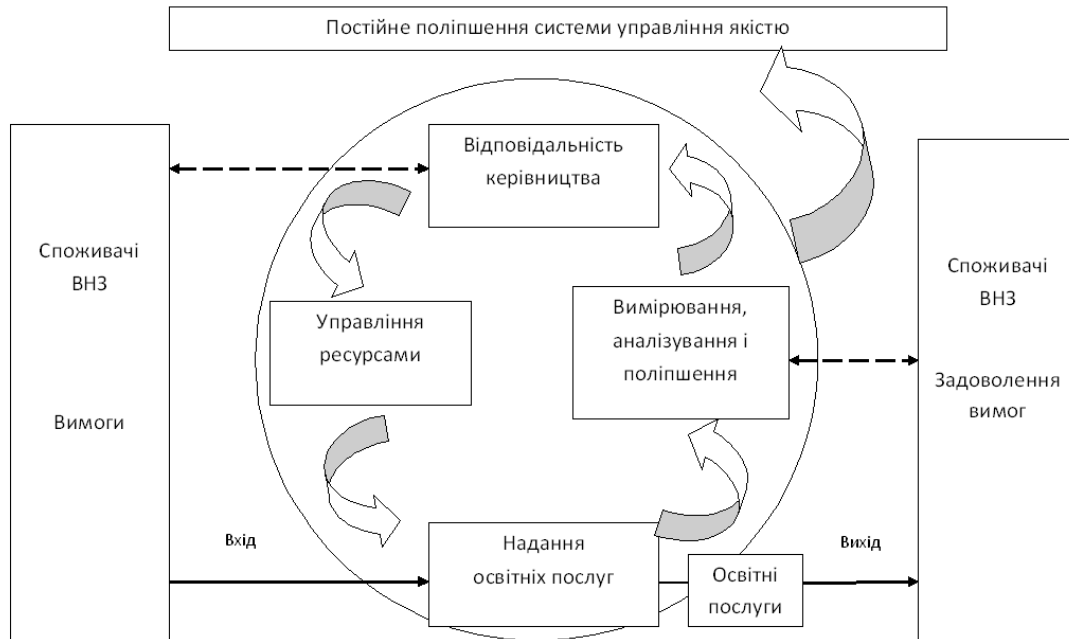 Постійне поліпшення системи управління якістю
Відповідальність
керівництва
Споживачі
ВНЗ
Вимоги
Управління
ресурсами
Вимірювання,
аналізування і
поліпшення
Споживачі
ВНЗ
Задоволення
вимог
Вхід
Надання
освітніх послуг
Освітні
послуги
Вихід